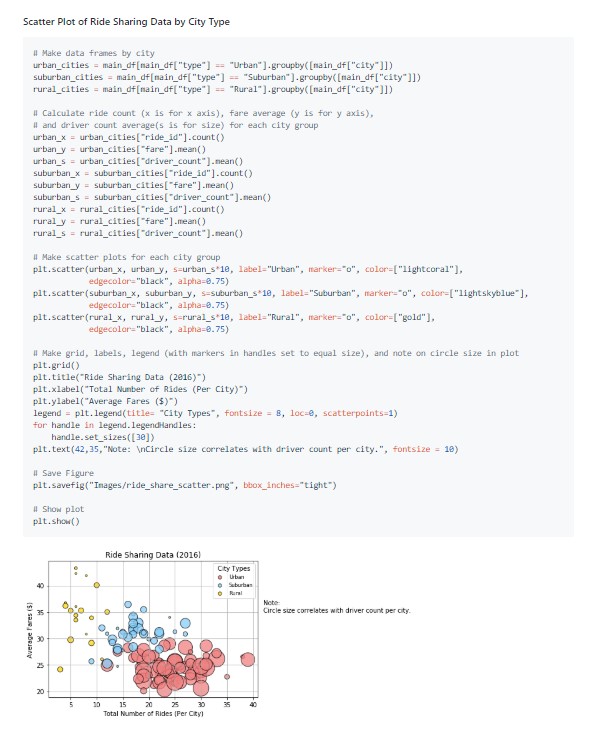 Scatter Plot of Ride Sharing Data by City Type
# Make data frames by city
urban_cities = main_df[main_df["type"] == "Urban"].groupby([main_df["city"]])
suburban_cities = main_df[main_df["type"] == "Suburban"].groupby([main_df["city"]])
rural_cities = main_df[main_df["type"] == "Rural"].groupby([main_df["city"]])
# Calculate ride count (x is for x axis), fare average (y is for y axis),
# and driver count average(s is for size) for each city group
urban_x = urban_cities["ride_id"].count()
urban_y = urban_cities["fare"].mean()
urban_s = urban_cities["driver_count"].mean()
suburban_x = suburban_cities["ride_id"].count()
suburban_y = suburban_cities["fare"].mean()
suburban_s = suburban_cities["driver_count"].mean()
rural_x = rural_cities["ride_id"].count()
rural_y = rural_cities["fare"].mean()
rural_s = rural_cities["driver_count"].mean()
# Make scatter plots for each city group
plt.scatter(urban_x, urban_y, s=urban_s*10, label="Urban", marker="o", color=["lightcoral"],
edgecolor="black", alpha=0.75)
plt.scatter(suburban_x, suburban_y, s=suburban_s*10, label="Suburban", marker="o", color=["lightskyblue"],
edgecolor="black", alpha=0.75)
plt.scatter(rural_x, rural_y, s=rural_s*10, label="Rural", marker="o", color=["gold"],
edgecolor="black", alpha=0.75)
# Make grid, labels, legend (with markers in handles set to equal size), and note on circle size in plot
plt.grid()
plt.title("Ride Sharing Data (2016)")
plt.xlabel("Total Number of Rides (Per City)")
plt.ylabel("Average Fares ($)")
legend = plt.legend(title= "City Types", fontsize = 8, loc=0, scatterpoints=1)
for handle in legend.legendHandles:
handle.set_sizes([30])
plt.text(42,35,"Note: \nCircle size correlates with driver count per city.", fontsize = 10)
# Save Figure
plt.savefig("Images/ride_share_scatter.png", bbox_inches="tight")
# Show plot
plt.show()
Ride Sharing Data (2016)
City Types
Urban
Suburban
Rural
Note:
Circle size correlates with driver count per city.
Average Fares ($)
40
35
30
25
20
5 10 15 20 25 30 35 40
Total Number of Rides (Per City)